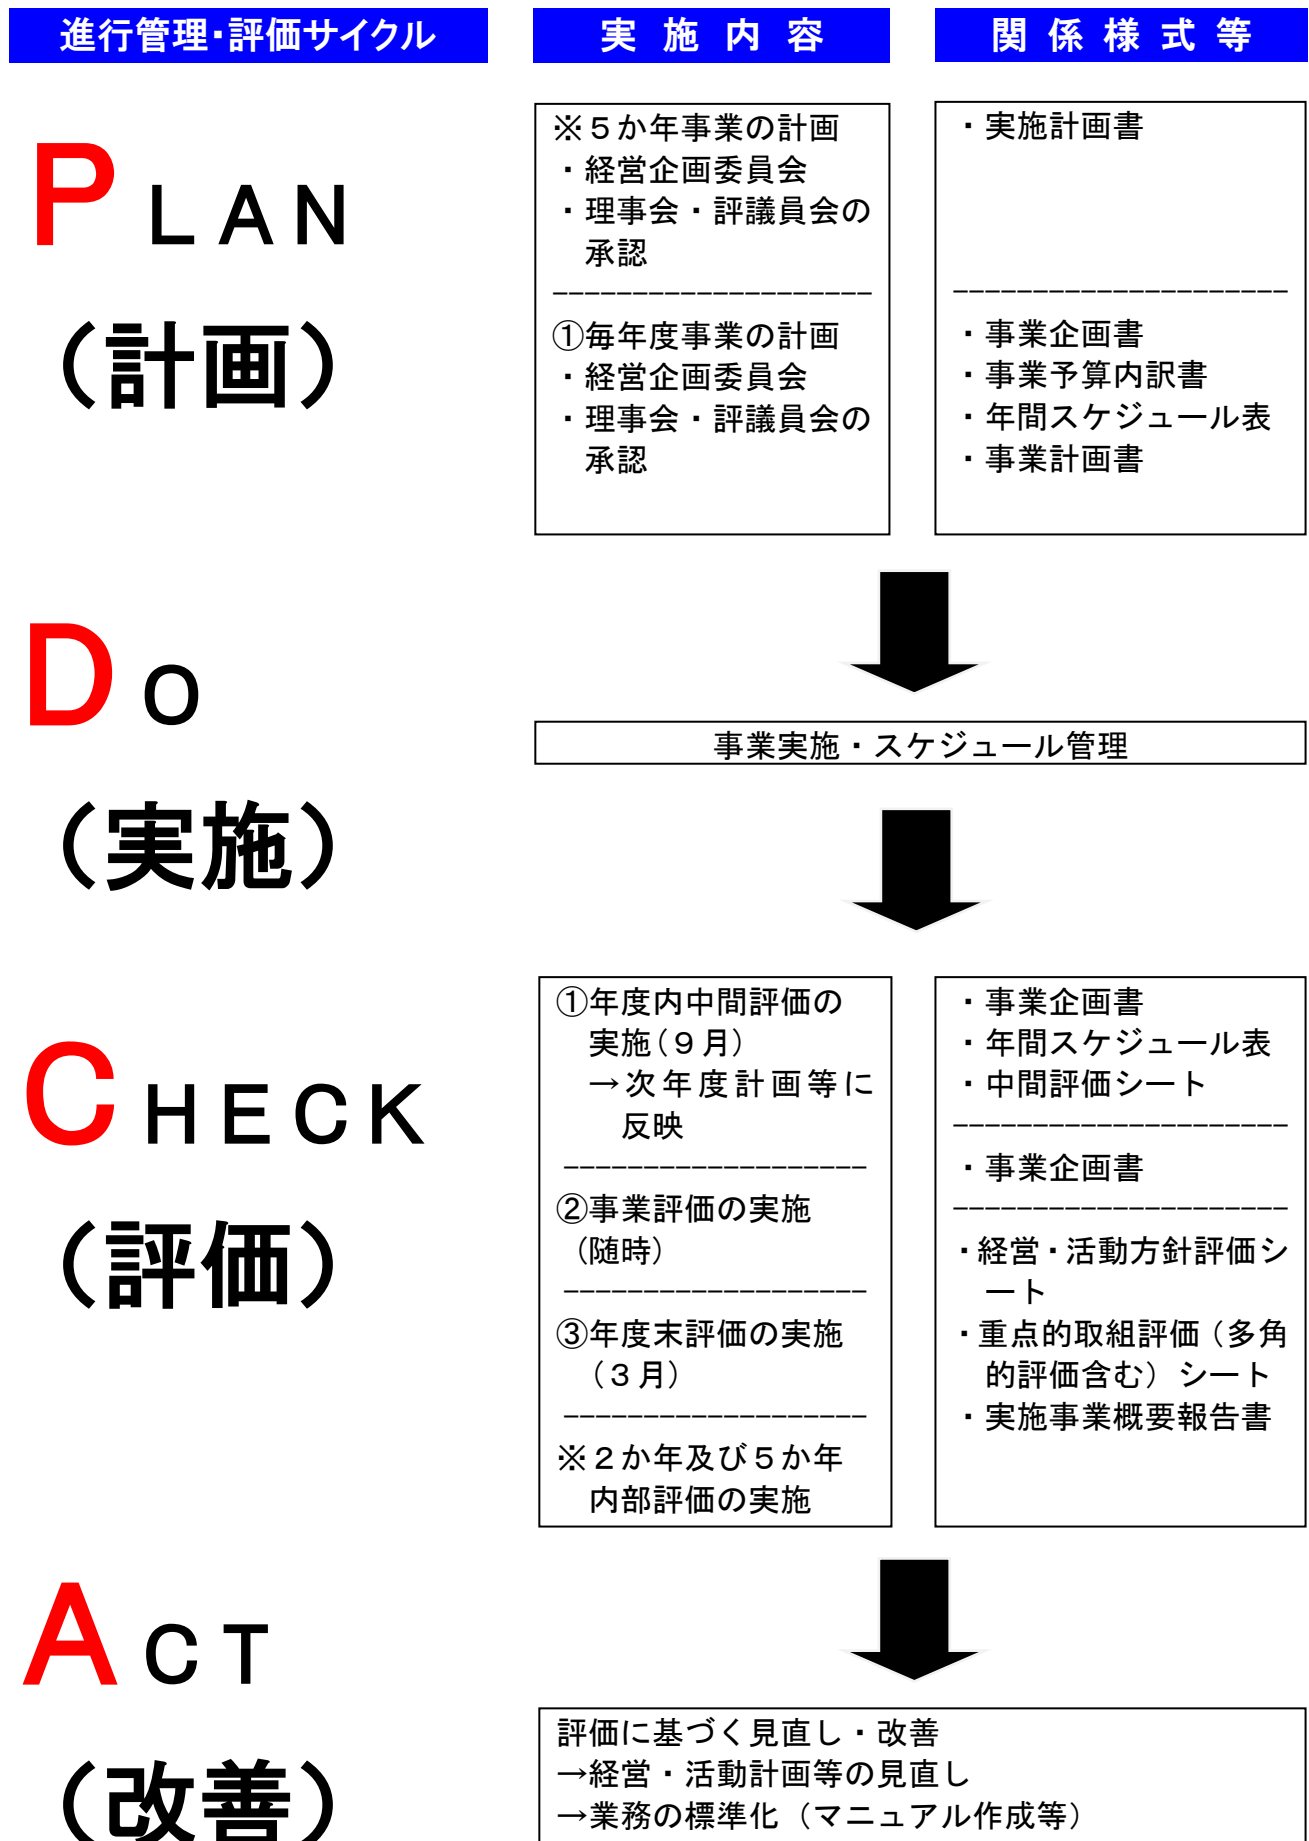 進行管理・評価サイクル
実施内容
関係様式等
PLAN
（計画）
※５か年事業の計画
・経営企画委員会
・理事会・評議員会の
承認
--------------------
①毎年度事業の計画
・経営企画委員会
・理事会・評議員会の
承認
・実施計画書
---------------------
・事業企画書
・事業予算内訳書
・年間スケジュール表
・事業計画書
DO
（実施）
事業実施・スケジュール管理
CHECK
（評価）
①年度内中間評価の
実施（９月）
→次年度計画等に
反映
-------------------
②事業評価の実施
（随時）
-------------------
③年度末評価の実施
（３月）
-------------------
※２か年及び５か年
内部評価の実施
・事業企画書
・年間スケジュール表
・中間評価シート
---------------------
・事業企画書
---------------------
・経営・活動方針評価シ
ート
・重点的取組評価（多角
的評価含む）シート
・実施事業概要報告書
ACT
（改善）
評価に基づく見直し・改善
→経営・活動計画等の見直し
→業務の標準化（マニュアル作成等）